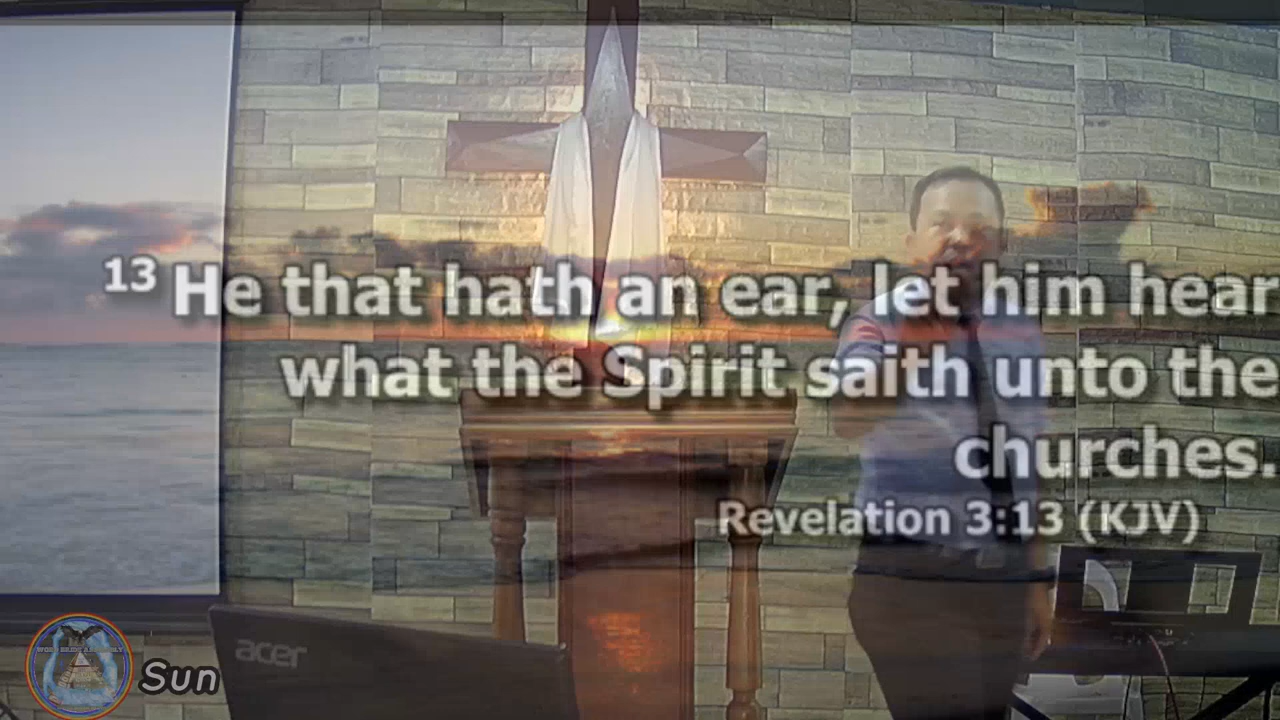 13 He that hath an ear, let him hear
what the Spirit saith unto the
churches.
Revelation 3:13 (KJV)
acer
Sun